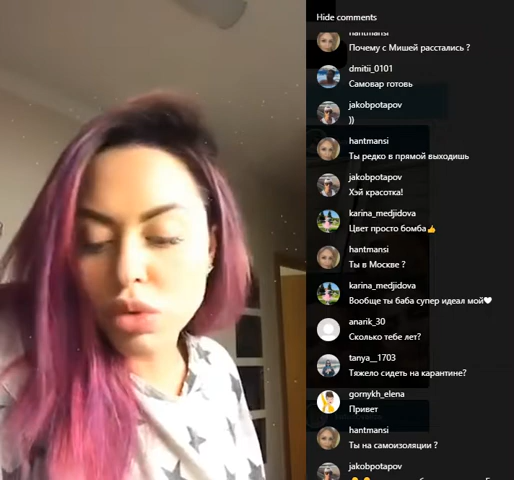 Hide comments
hantmansi
Почему с Мишей расстались ?
dmitii_0101
Самовар готовь
jakobpotapov
))
hantmansi
Ты редко в прямой выходишь
jakobpotapov
Хэй красотка!
karina_medjidova
Цвет просто бомба👍
hantmansi
Ты в Москве ?
karina_medjidova
Вообще ты баба супер идеал мой🤍
anarik_30
Сколько тебе лет?
tanya__1703
Тяжело сидеть на карантине?
gornykh_elena
Привет
hantmansi
Ты на самоизоляции ?
jakobpotapov